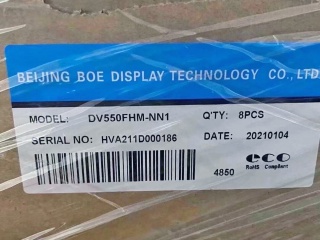 BEIJING BOE DISPLAY TECHNOLOGY CO.,LTD
MODEL: DV550FHM-NN1 Q'TY: 8PCS
SERIAL NO: HVA211D000186 DATE: 20210104
eco
RoHS Compliant
4850